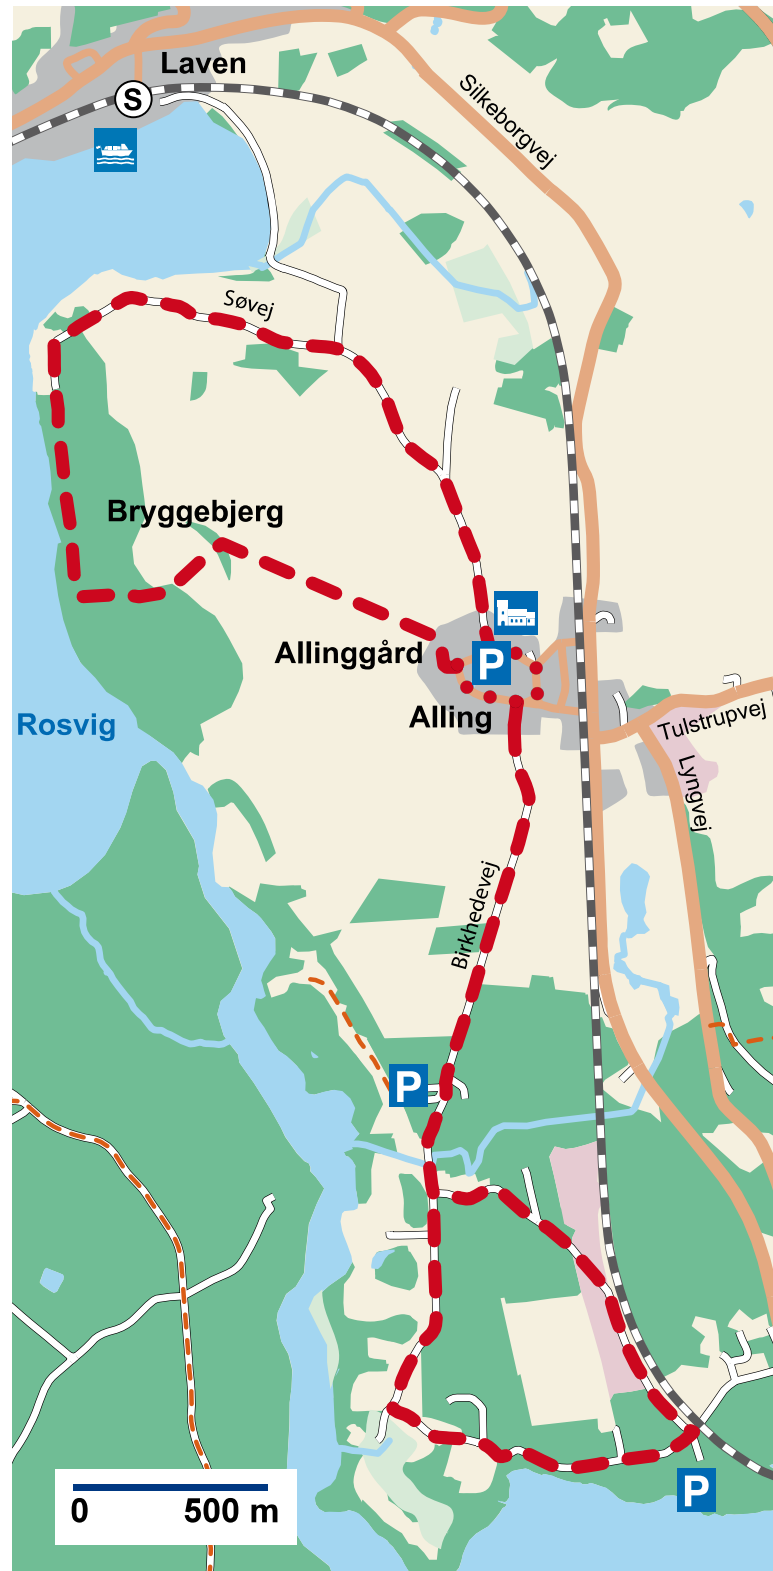 Laven
S
Silkeborgvej
Søvej
Bryggebjerg
Allinggård
P
Alling
Rosvig
Tulstrupvej
Lyngvej
Birkhedevej
P
P
0 500 m